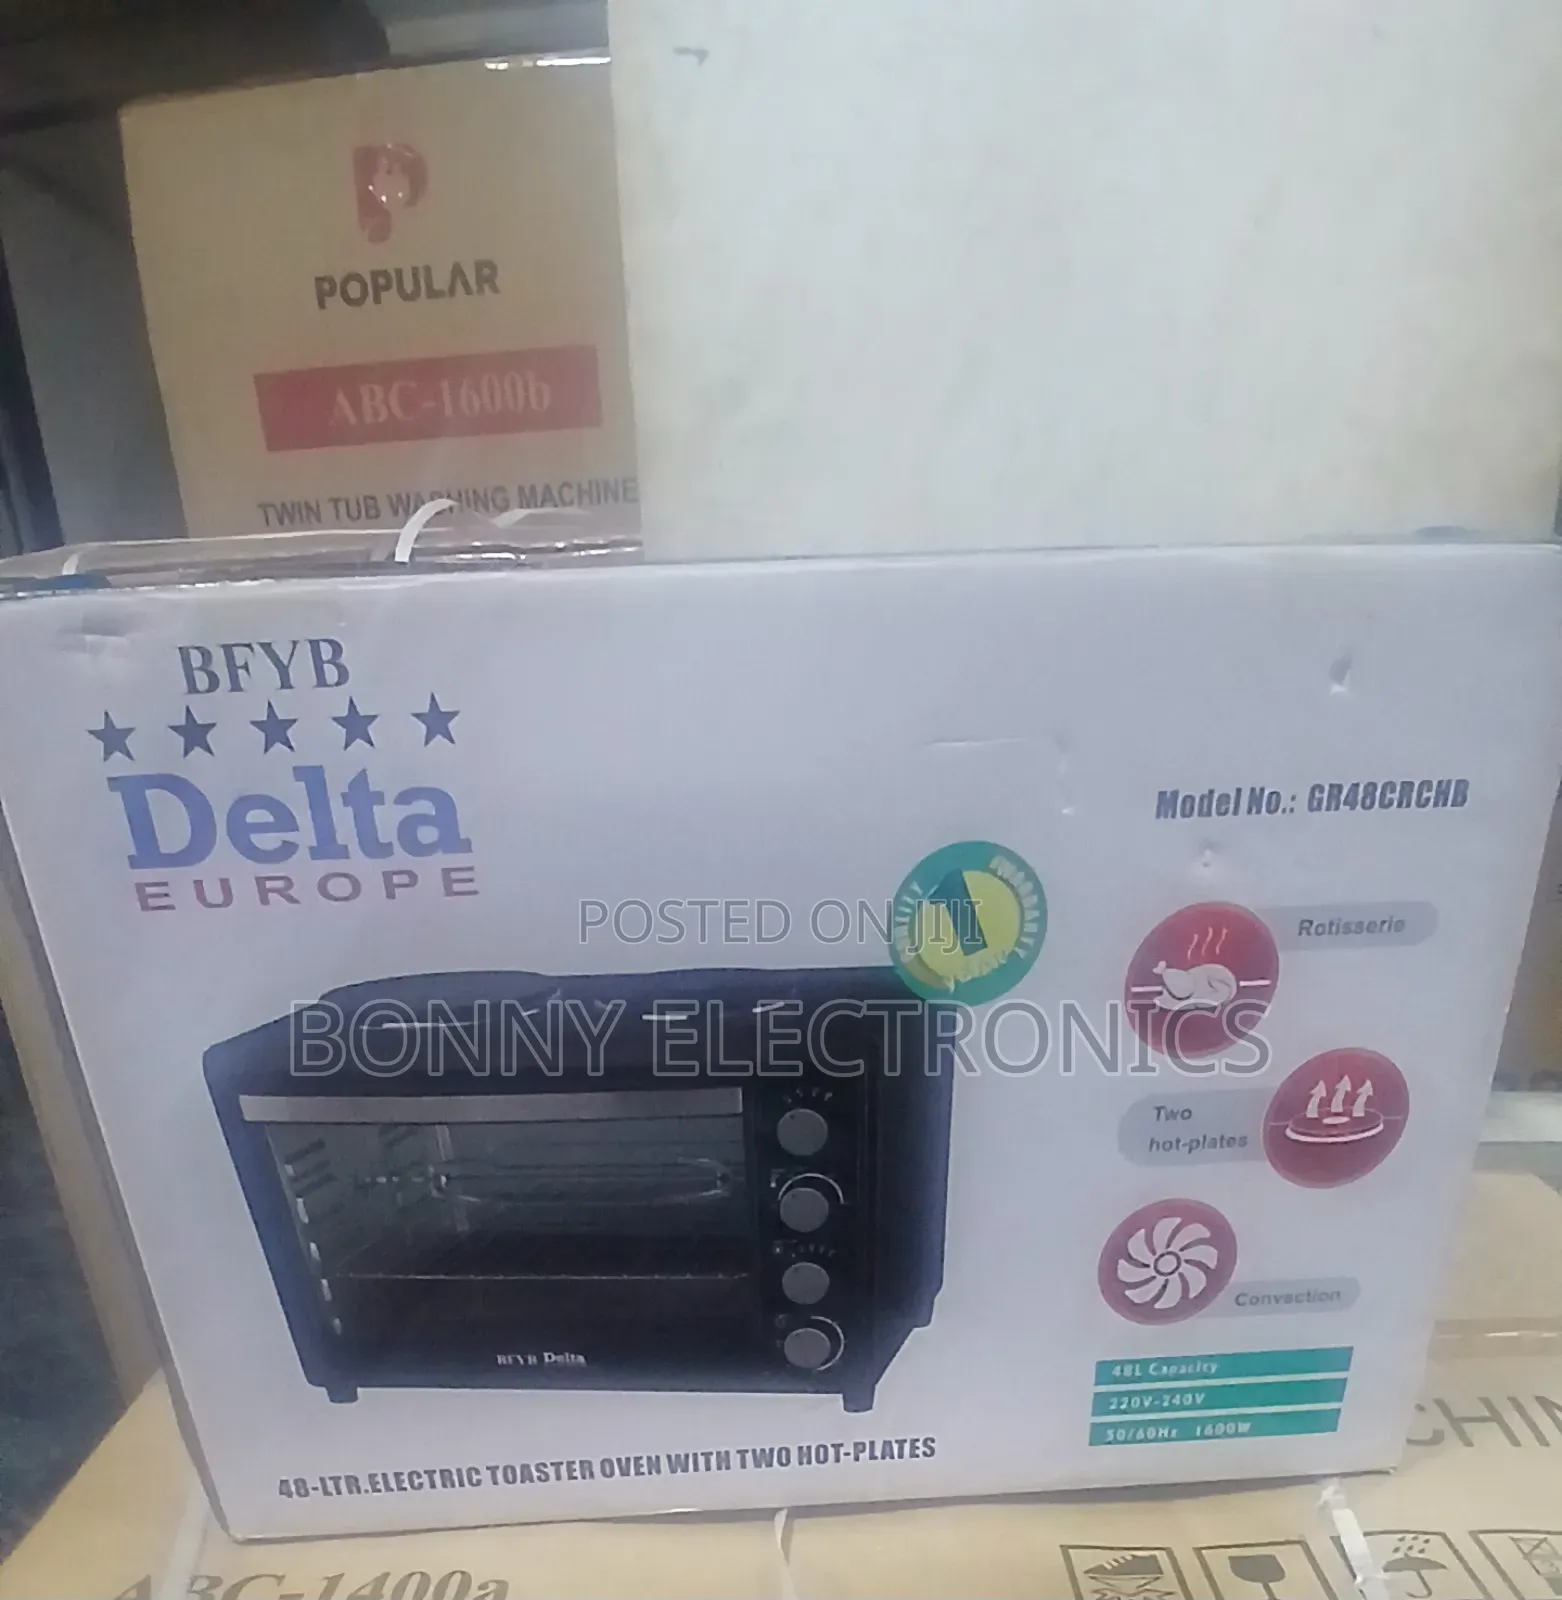 POPULAR
ABC-1600b
TWIN TUB WASHING MACHINE
BFYB
Delta
EUROPE
Model No.: GR48CRCHB
1
POSTED ON JIJI
BONNY ELECTRONICS
Rotisserie
Two
hot-plates
Convection
BFYB Delta
48L Capacity
220V-240V
50/60Hz 1600W
48-LTR.ELECTRIC TOASTER OVEN WITH TWO HOT-PLATES
ABC-1400a